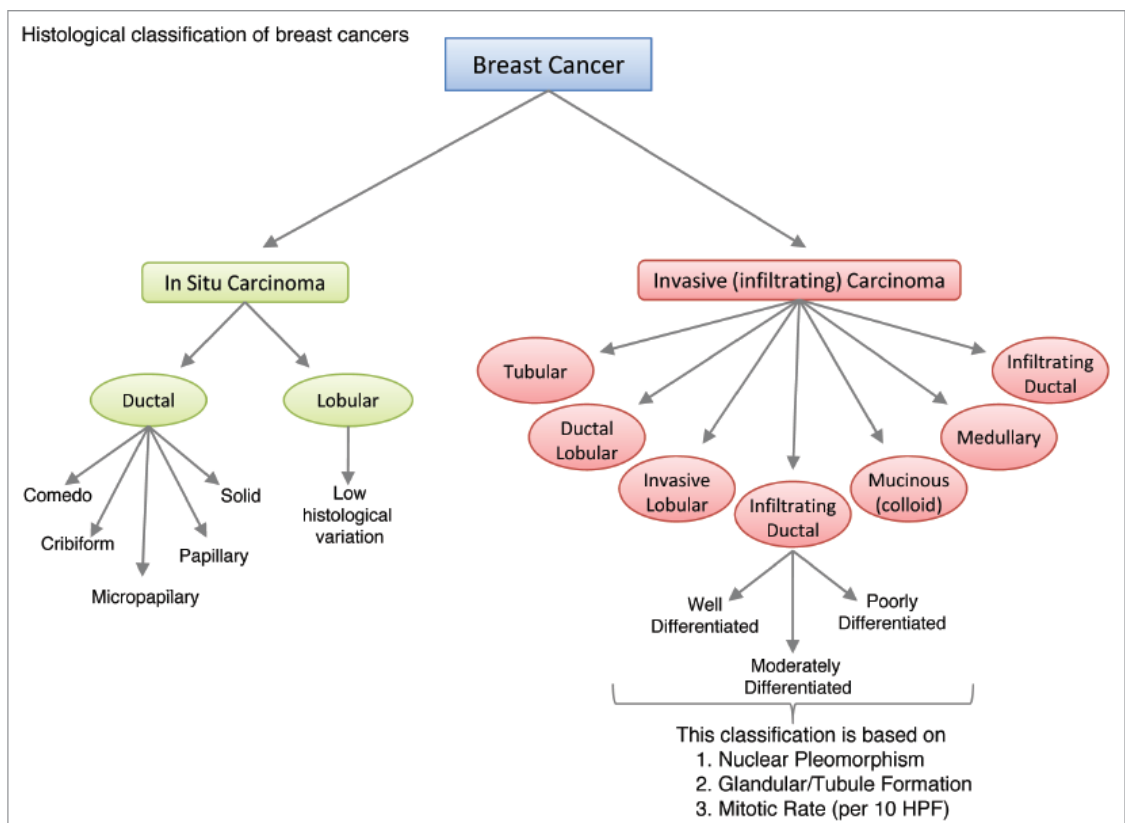 Histological classification of breast cancers
Breast Cancer
In Situ Carcinoma
Invasive (infiltrating) Carcinoma
Ductal
Lobular
Comedo
Cribiform
Micropapilary
Papillary
Solid
Low
histological
variation
Tubular
Ductal
Lobular
Invasive
Lobular
Infiltrating
Ductal
Mucinous
(colloid)
Medullary
Infiltrating
Ductal
Well
Differentiated
Moderately
Differentiated
Poorly
Differentiated
This classification is based on
1. Nuclear Pleomorphism
2. Glandular/Tubule Formation
3. Mitotic Rate (per 10 HPF)